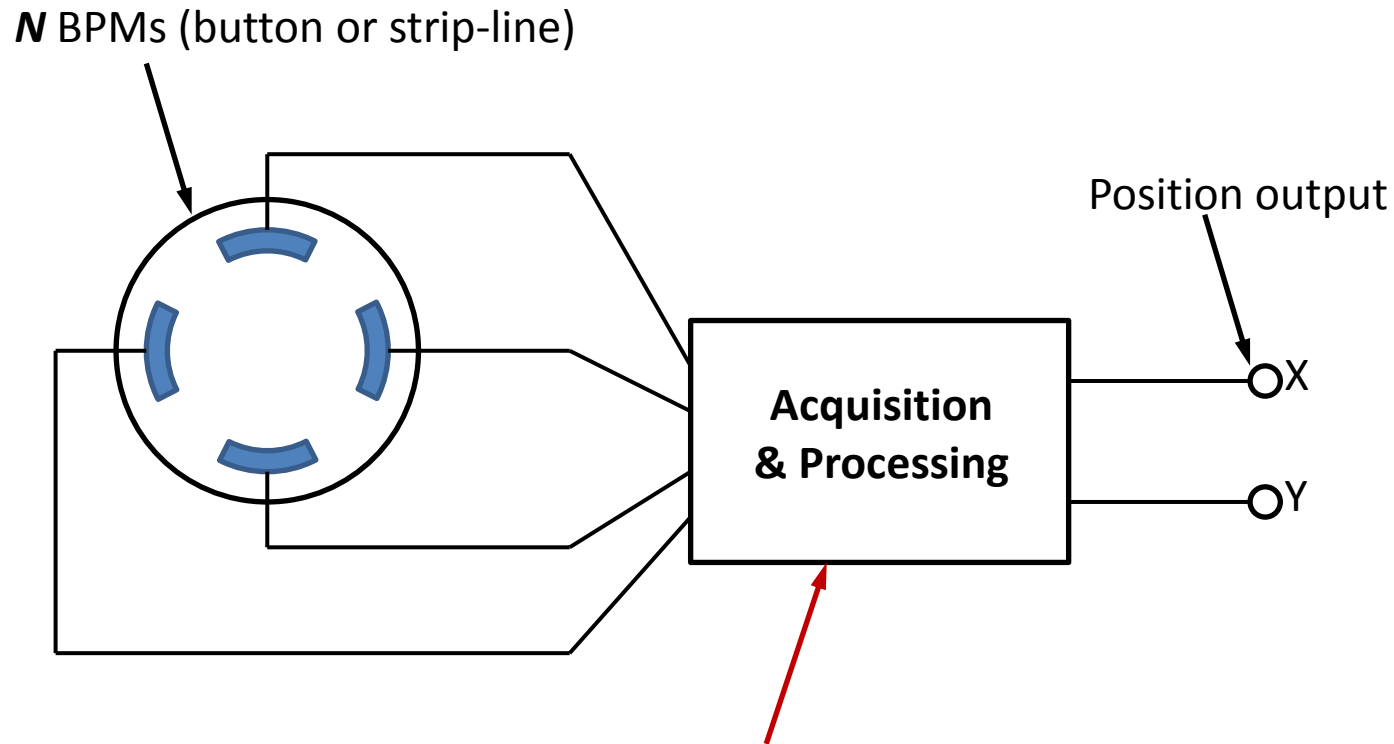 N BPMs (button or strip-line)
Position output
Acquisition
& Processing
X
Y